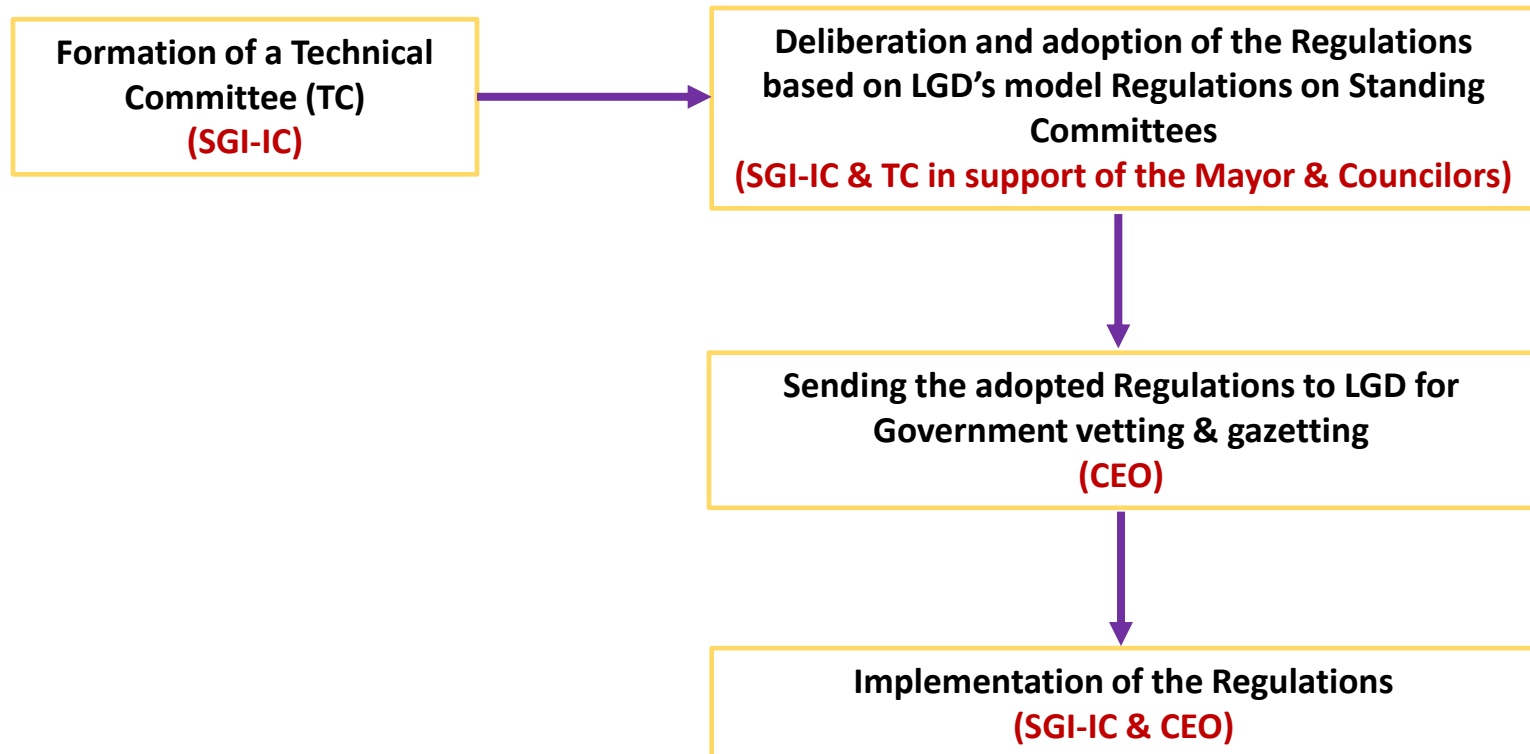 Formation of a Technical
Committee (TC)
(SGI-IC)
Deliberation and adoption of the Regulations
based on LGD’s model Regulations on Standing
Committees
(SGI-IC & TC in support of the Mayor & Councilors)
Sending the adopted Regulations to LGD for
Government vetting & gazetting
(CEO)
Implementation of the Regulations
(SGI-IC & CEO)